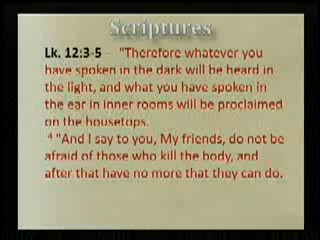 Scriptures
Lk. 12:3-5 – "Therefore whatever you
have spoken in the dark will be heard in
the light, and what you have spoken in
the ear in inner rooms will be proclaimed
on the housetops.
4 "And I say to you, My friends, do not be
afraid of those who kill the body, and
after that have no more that they can do.